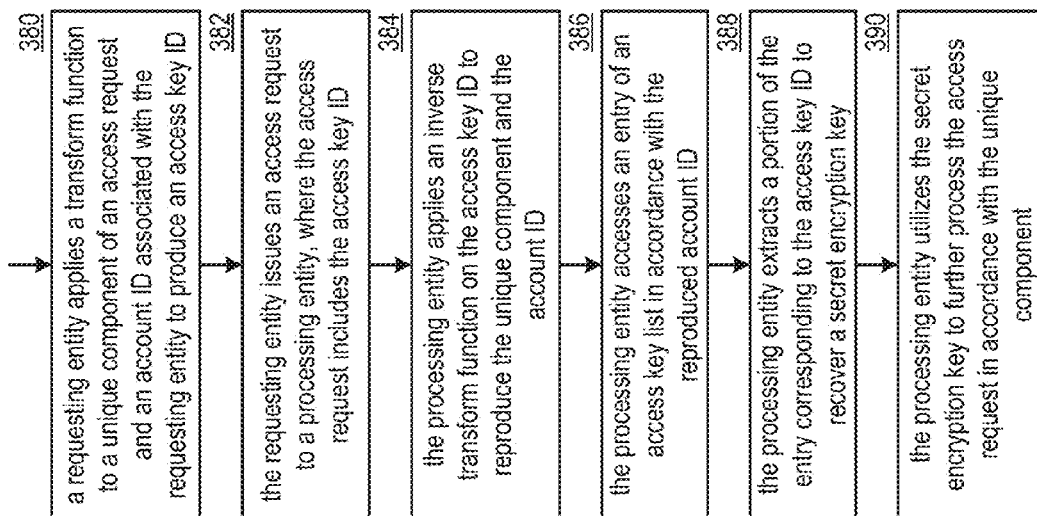 380
a requesting entity applies a transform function
to a unique component of an access request
and an account ID associated with the
requesting entity to produce an access key ID
382
the requesting entity issues an access request
to a processing entity, where the access
request includes the access key ID
384
the processing entity applies an inverse
transform function on the access key ID to
reproduce the unique component and the
account ID
386
the processing entity accesses an entry of an
access key list in accordance with the
reproduced account ID
388
the processing entity extracts a portion of the
entry corresponding to the access key ID to
recover a secret encryption key
390
the processing entity utilizes the secret
encryption key to further process the access
request in accordance with the unique
component